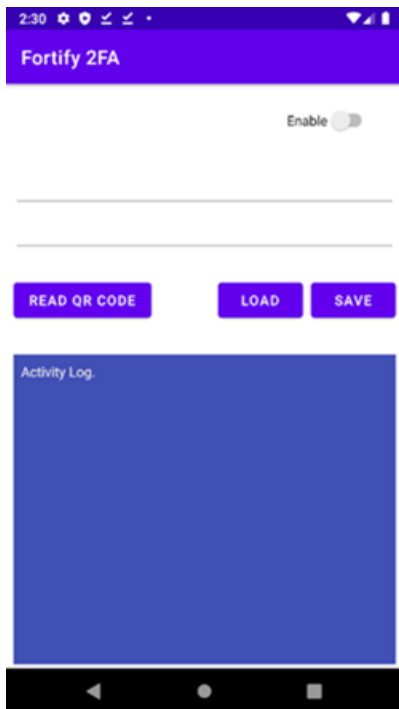 2:30
Fortify 2FA
Enable
READ QR CODE LOAD SAVE
Activity Log.